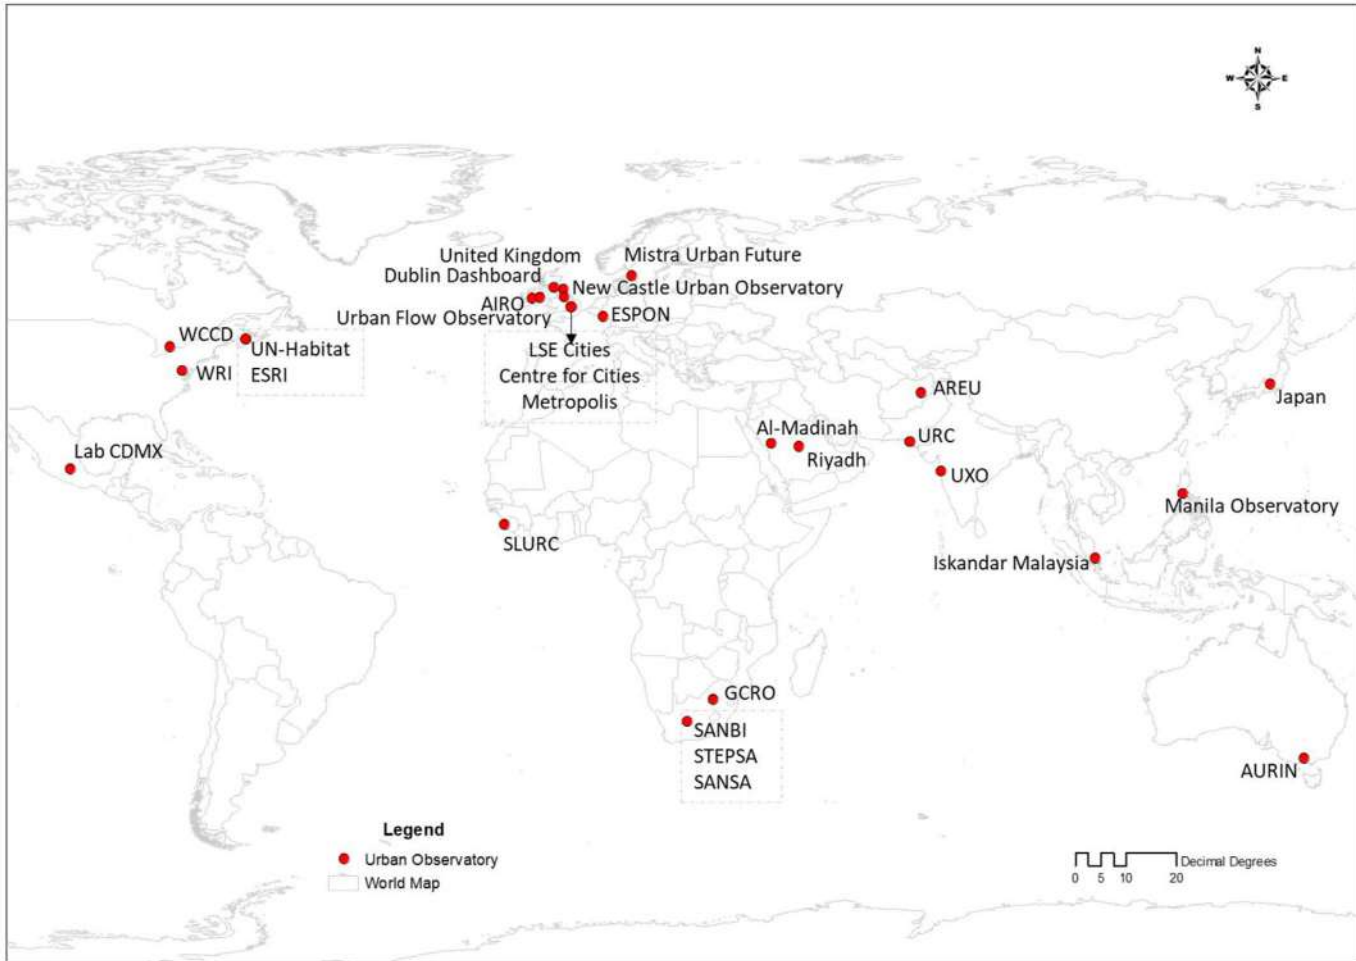 N
W E
S
United Kingdom
Mistra Urban Future
Dublin Dashboard
New Castle Urban Observatory
AIRO
Urban Flow Observatory
ESPON
WCCD
UN-Habitat
ESRI
WRI
LSE Cities
Centre for Cities
Metropolis
AREU
Japan
Al-Madinah
URC
Riyadh
Lab CDMX
UXO
Manila Observatory
SLURC
Iskandar Malaysia
GCRO
SANBI
STEPSA
SANSA
AURIN
Legend
Urban Observatory
World Map
Decimal Degrees
0 5 10 20